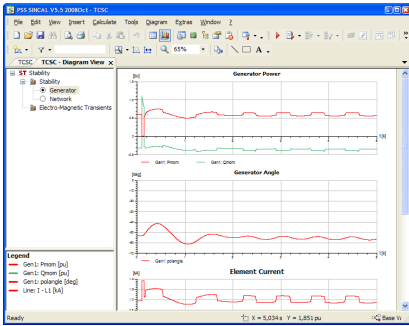 PSS SINCAL V5.5 2008Oct - TCSC
File Edit View Insert Calculate Tools Diagram Extras Window ?
65%
TCSC TCSC - Diagram View
ST Stability
Stability
Generator
Network
Electro-Magnetic Transients
Generator Power
[pu]
t[s]
Gen1: Pmom Gen1: Qmom
Generator Angle
[deg]
t[s]
Gen1: polangle
Element Current
[kA]
Legend
Gen1: Pmom [pu]
Gen1: Qmom [pu]
Gen1: polangle [deg]
Line: I - L1 [kA]
Ready X = 5,034 s Y = 1,851 pu Base